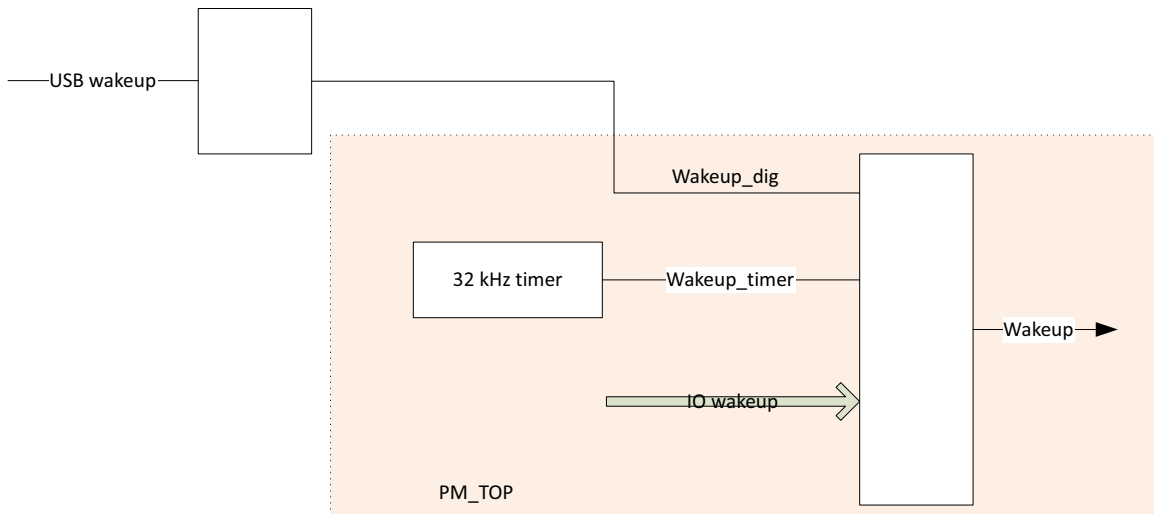 USB wakeup
Wakeup_dig
32 kHz timer
Wakeup_timer
Wakeup
IO wakeup
PM_TOP